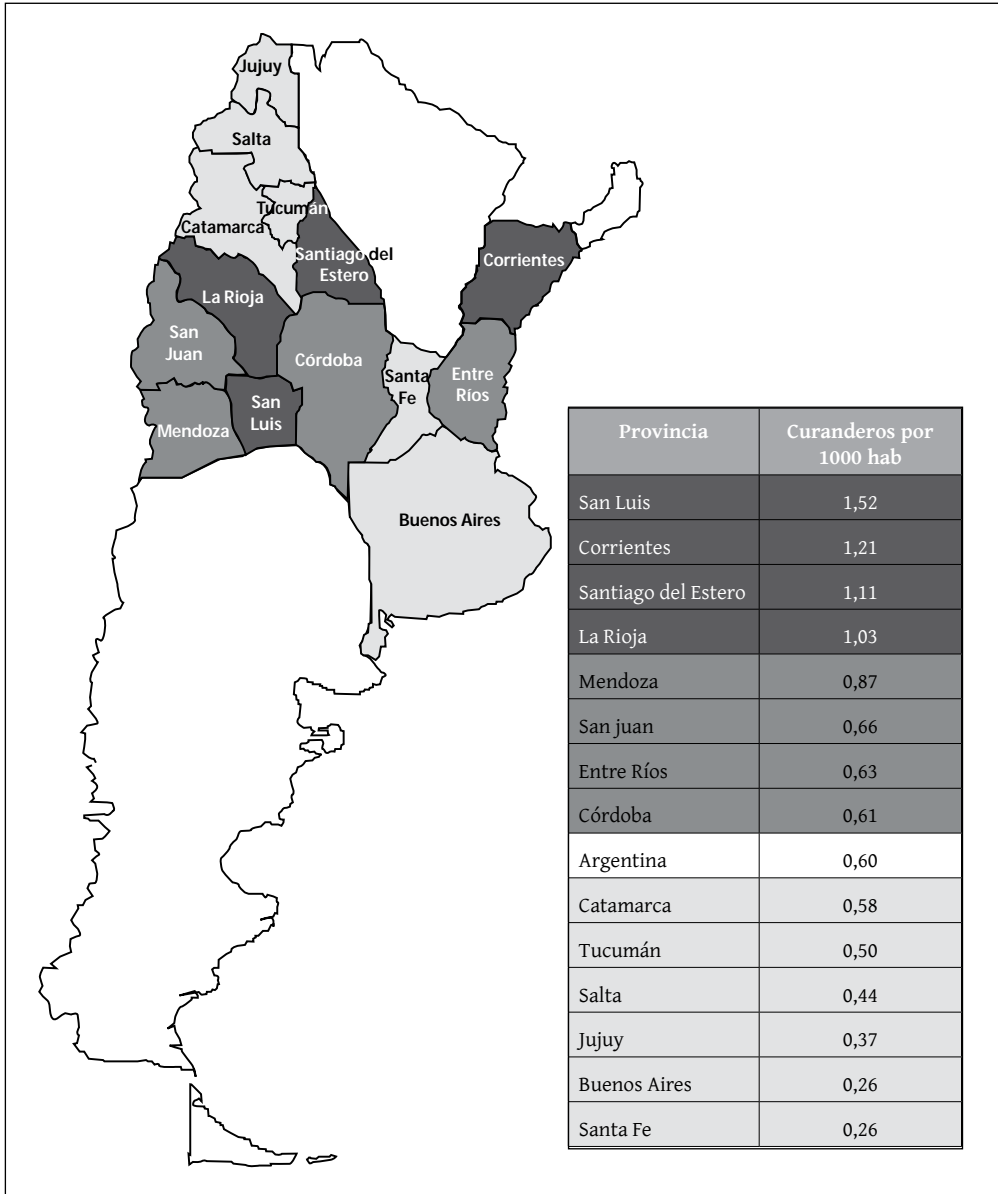 Jujuy
Salta
Tucumán
Catamarca
Santiago del
Estero
Corrientes
La Rioja
San
Juan
Córdoba
Santa
Fe
Entre
Ríos
San
Luis
Mendoza
Buenos Aires
Provincia Curanderos por
1000 hab
San Luis 1,52
Corrientes 1,21
Santiago del Estero 1,11
La Rioja 1,03
Mendoza 0,87
San juan 0,66
Entre Ríos 0,63
Córdoba 0,61
Argentina 0,60
Catamarca 0,58
Tucumán 0,50
Salta 0,44
Jujuy 0,37
Buenos Aires 0,26
Santa Fe 0,26